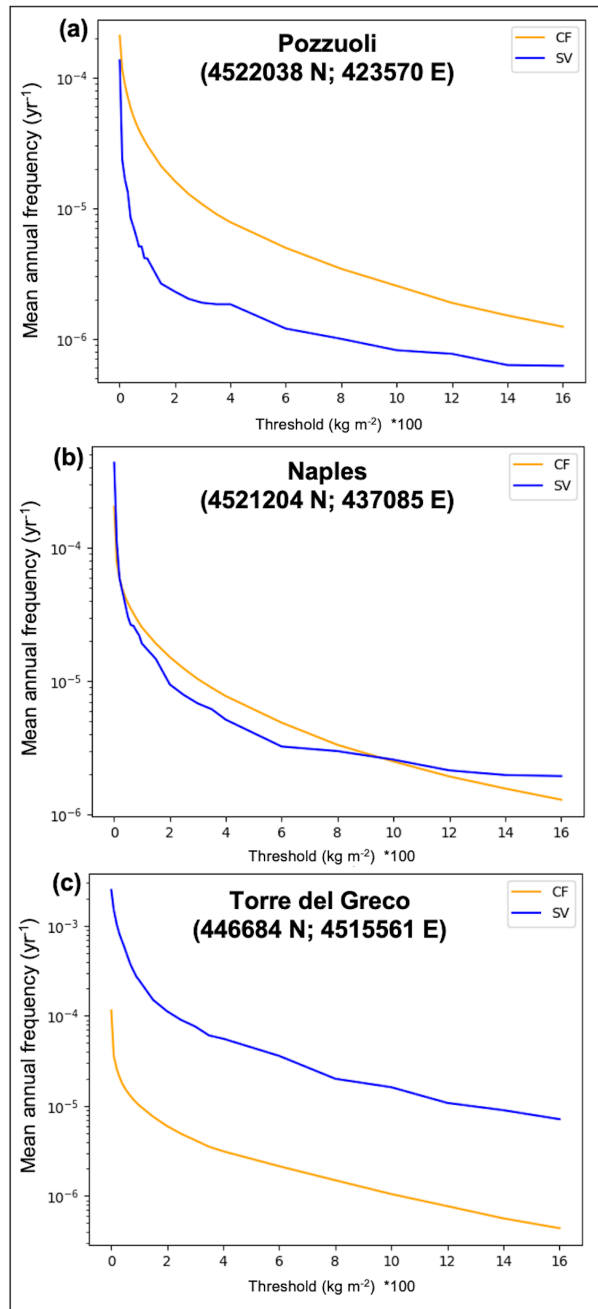 (a)
Pozzuoli
(4522038 N; 423570 E)
CF
SV
Mean annual frequency (yr⁻¹)
10⁻⁴
10⁻⁵
10⁻⁶
0 2 4 6 8 10 12 14 16
Threshold (kg m⁻²) *100
(b)
Naples
(4521204 N; 437085 E)
CF
SV
Mean annual frequency (yr⁻¹)
10⁻⁴
10⁻⁵
10⁻⁶
0 2 4 6 8 10 12 14 16
Threshold (kg m⁻²) *100
(c)
Torre del Greco
(446684 N; 4515561 E)
CF
SV
Mean annual frequency (yr⁻¹)
10⁻³
10⁻⁴
10⁻⁵
10⁻⁶
0 2 4 6 8 10 12 14 16
Threshold (kg m⁻²) *100